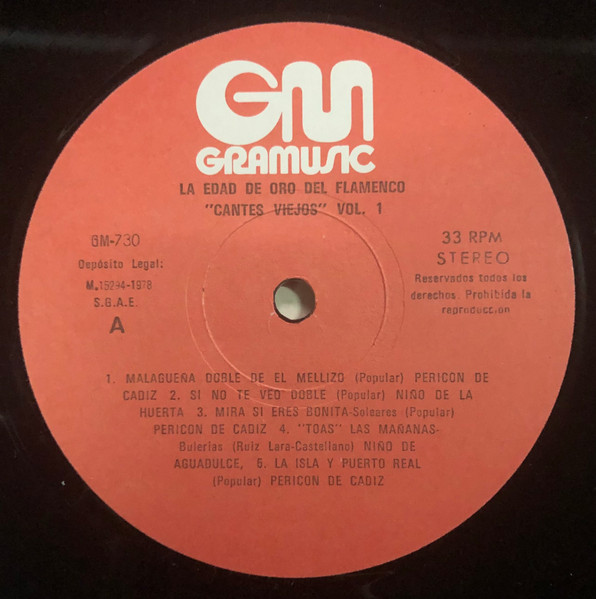 GM
GRAMUSIC
LA EDAD DE ORO DEL FLAMENCO
"CANTES VIEJOS" VOL. 1
GM-730
Depósito Legal:
M.15294-1978
S.G.A.E.
A
33 RPM
STEREO
Reservados todos los
derechos. Prohibida la
reproducción
1. MALAGUEÑA DOBLE DE EL MELLIZO (Popular) PERICON DE
CADIZ 2. SI NO TE VEO DOBLE (Popular) NIÑO DE LA
HUERTA 3. MIRA SI ERES BONITA-Soleares (Popular)
PERICON DE CADIZ 4. "TOAS" LAS MAÑANAS-
Bulerías (Ruiz Lara-Castellano) NIÑO DE
AGUADULCE, 5. LA ISLA Y PUERTO REAL
(Popular) PERICON DE CADIZ